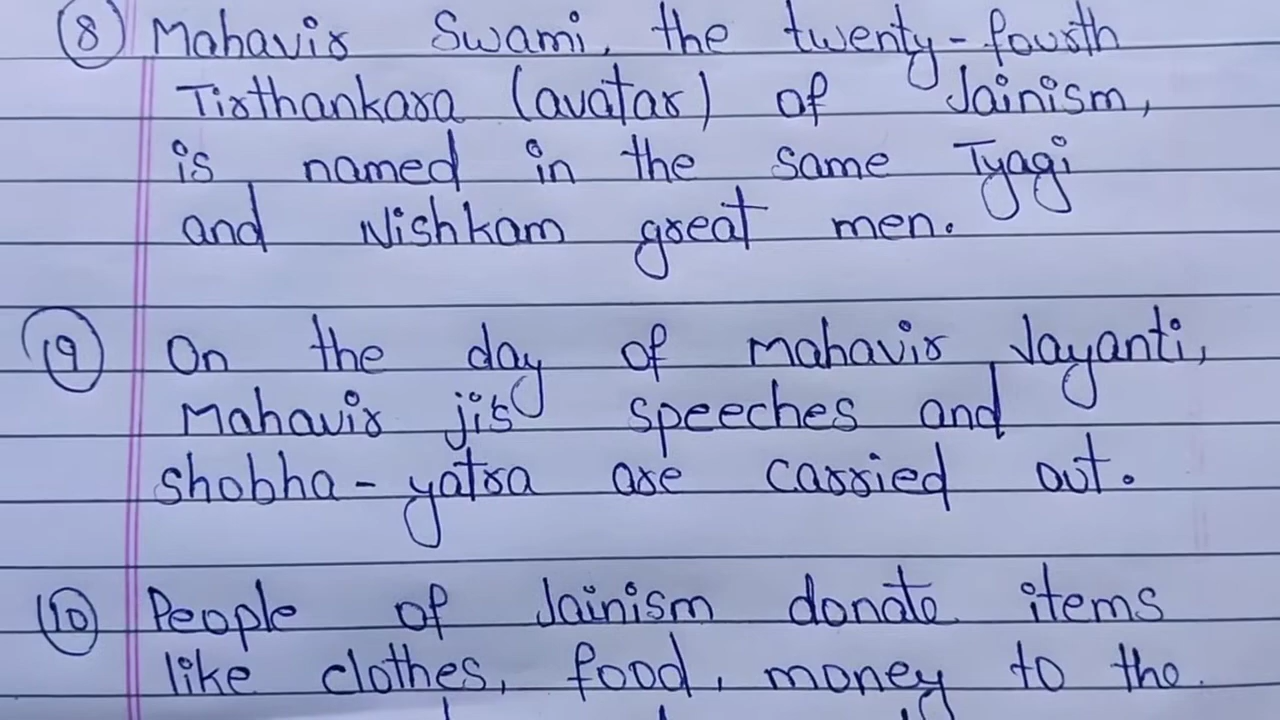 (8) Mahavir Swami, the twenty-fourth
Tirthankara (avatar) of Jainism,
is named in the same Tyagi
and Nishkam great men.
(9) On the day of Mahavir Jayanti,
Mahavir jis speeches and
shobha-yatra are carried out.
(10) People of Jainism donate items
like clothes, food, money to the